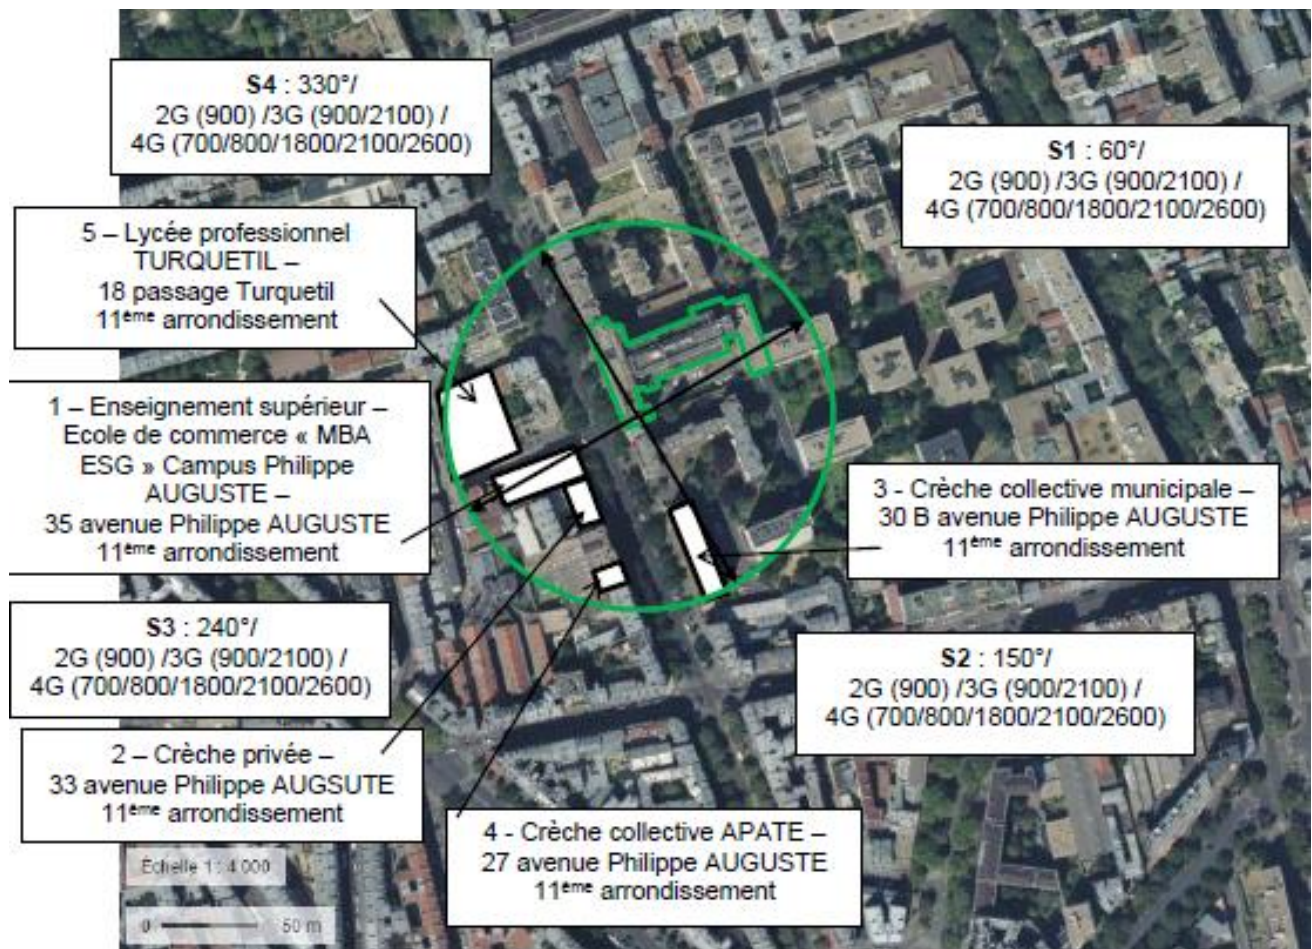 S4 : 330°/
2G (900) /3G (900/2100) /
4G (700/800/1800/2100/2600)
S1 : 60°/
2G (900) /3G (900/2100) /
4G (700/800/1800/2100/2600)
5 – Lycée professionnel
TURQUETIL –
18 passage Turquetil
11ème arrondissement
1 – Enseignement supérieur –
Ecole de commerce « MBA
ESG » Campus Philippe
AUGUSTE –
35 avenue Philippe AUGUSTE
11ème arrondissement
3 - Crèche collective municipale –
30 B avenue Philippe AUGUSTE
11ème arrondissement
S3 : 240°/
2G (900) /3G (900/2100) /
4G (700/800/1800/2100/2600)
S2 : 150°/
2G (900) /3G (900/2100) /
4G (700/800/1800/2100/2600)
2 – Crèche privée –
33 avenue Philippe AUGSUTE
11ème arrondissement
4 - Crèche collective APATE –
27 avenue Philippe AUGUSTE
11ème arrondissement
Échelle 1 : 4 000
0 50 m